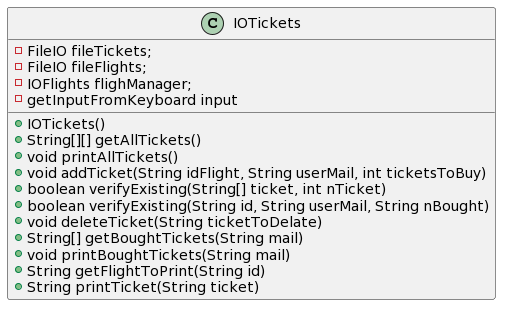 C IOTickets
FileIO fileTickets;
FileIO fileFlights;
IOFlights flighManager;
getInputFromKeyboard input
IOTickets()
String[][] getAllTickets()
void printAllTickets()
void addTicket(String idFlight, String userMail, int ticketsToBuy)
boolean verifyExisting(String[] ticket, int nTicket)
boolean verifyExisting(String id, String userMail, String nBought)
void deleteTicket(String ticketToDelate)
String[] getBoughtTickets(String mail)
void printBoughtTickets(String mail)
String getFlightToPrint(String id)
String printTicket(String ticket)